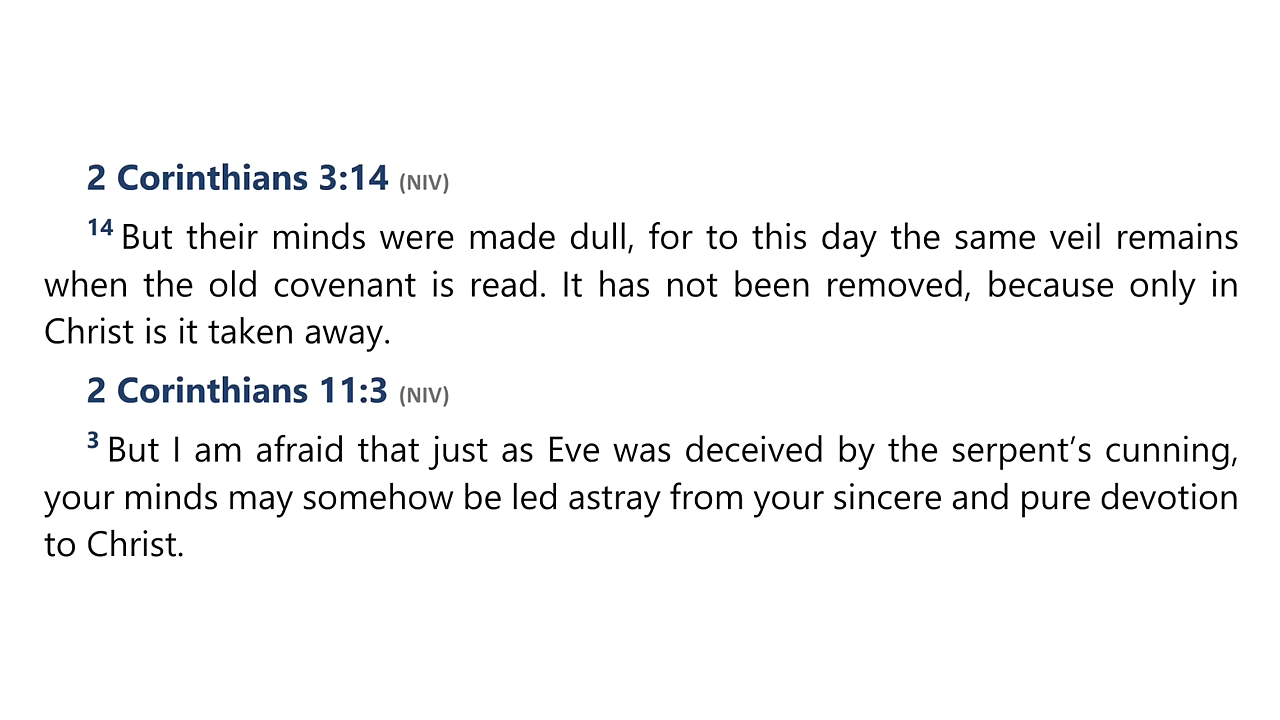 2 Corinthians 3:14 (NIV)
14 But their minds were made dull, for to this day the same veil remains
when the old covenant is read. It has not been removed, because only in
Christ is it taken away.
2 Corinthians 11:3 (NIV)
3 But I am afraid that just as Eve was deceived by the serpent’s cunning,
your minds may somehow be led astray from your sincere and pure devotion
to Christ.